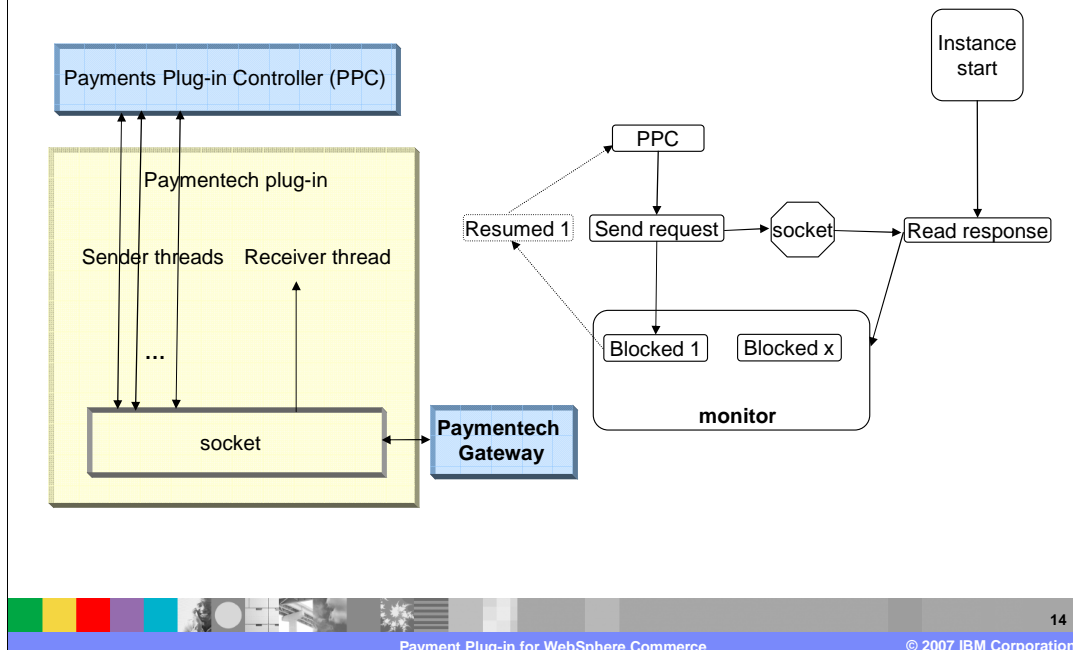 Payments Plug-in Controller (PPC)
Paymentech plug-in
Sender threads
Receiver thread
...
socket
Paymentech
Gateway
Instance
start
PPC
Resumed 1
Send request
socket
Read response
Blocked 1
Blocked x
monitor
14
Payment Plug-in for WebSphere Commerce
© 2007 IBM Corporation